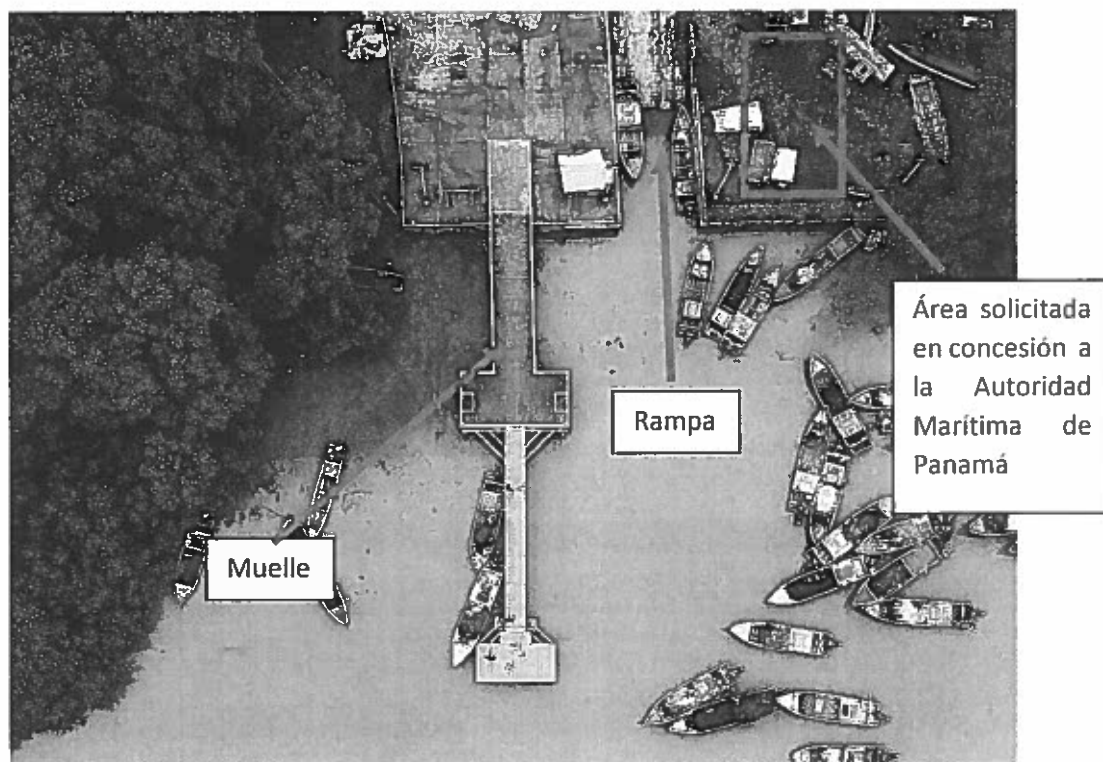 Área solicitada
en concesión a
la Autoridad
Marítima de
Panamá
Rampa
Muelle